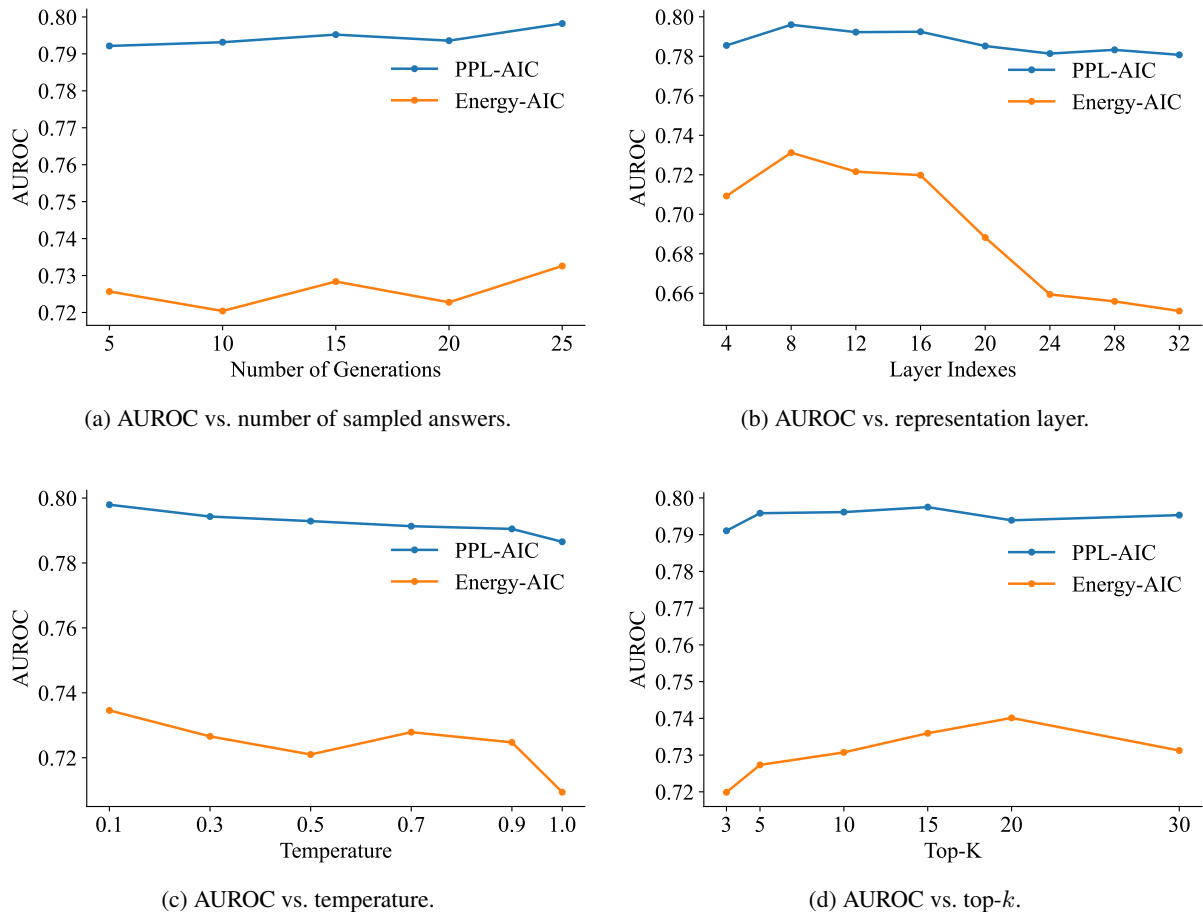 0.80
0.79
0.78
0.77
0.76
0.75
0.74
0.73
0.72
AUROC
PPL-AIC
Energy-AIC
5 10 15 20 25
Number of Generations
(a) AUROC vs. number of sampled answers.
0.80
0.78
0.76
0.74
0.72
0.70
0.68
0.66
AUROC
PPL-AIC
Energy-AIC
4 8 12 16 20 24 28 32
Layer Indexes
(b) AUROC vs. representation layer.
0.80
0.78
0.76
0.74
0.72
AUROC
PPL-AIC
Energy-AIC
0.1 0.3 0.5 0.7 0.9 1.0
Temperature
(c) AUROC vs. temperature.
0.80
0.79
0.78
0.77
0.76
0.75
0.74
0.73
0.72
AUROC
PPL-AIC
Energy-AIC
3 5 10 15 20 30
Top-K
(d) AUROC vs. top-k.